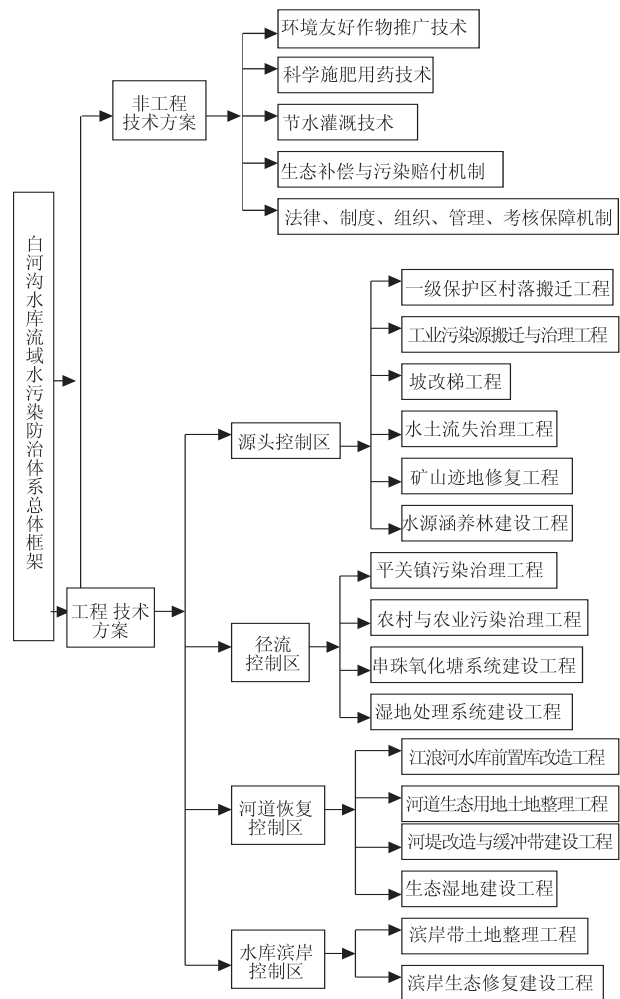 白河沟水库流域水污染防治体系总体框架
非工程
技术方案
环境友好作物推广技术
科学施肥用药技术
节水灌溉技术
生态补偿与污染赔付机制
法律、制度、组织、管理、考核保障机制
工程 技术
方案
源头控制区
一级保护区村落搬迁工程
工业污染源搬迁与治理工程
坡改梯工程
水土流失治理工程
矿山迹地修复工程
水源涵养林建设工程
径流
控制区
平关镇污染治理工程
农村与农业污染治理工程
串珠氧化塘系统建设工程
湿地处理系统建设工程
河道恢复
控制区
江浪河水库前置库改造工程
河道生态用地土地整理工程
河堤改造与缓冲带建设工程
生态湿地建设工程
水库滨岸
控制区
滨岸带土地整理工程
滨岸生态修复建设工程